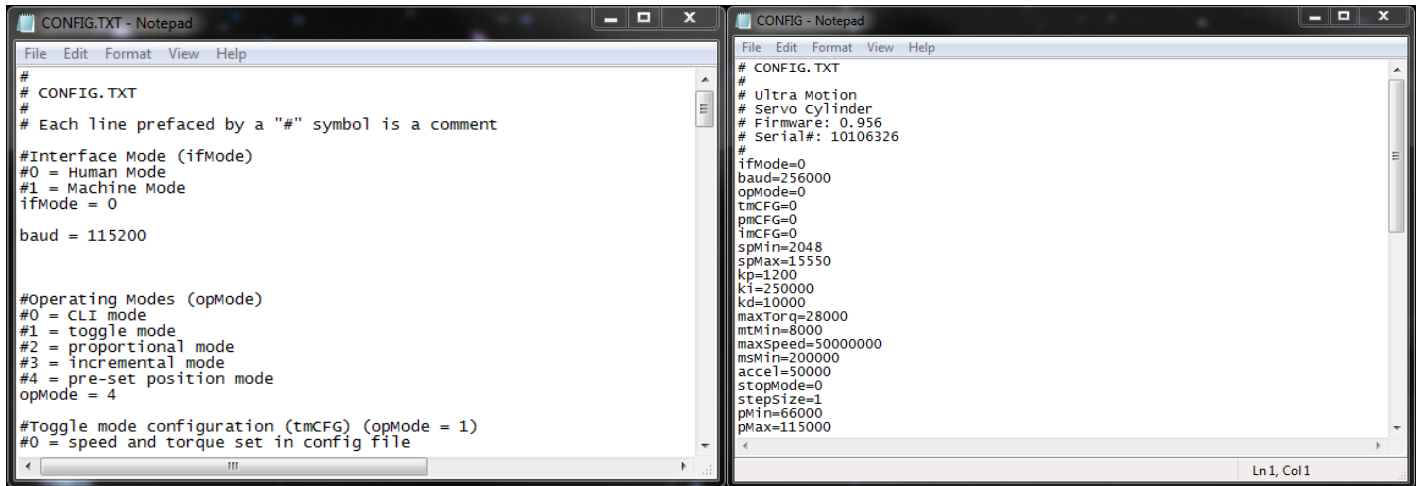 CONFIG.TXT - Notepad
File Edit Format View Help
#
# CONFIG.TXT
#
# Each line prefaced by a "#" symbol is a comment
#Interface Mode (ifMode)
#0 = Human Mode
#1 = Machine Mode
ifMode = 0
baud = 115200
#Operating Modes (opMode)
#0 = CLI mode
#1 = toggle mode
#2 = proportional mode
#3 = incremental mode
#4 = pre-set position mode
opMode = 4
#Toggle mode configuration (tmCFG) (opMode = 1)
#0 = speed and torque set in config file
CONFIG - Notepad
File Edit Format View Help
# CONFIG.TXT
#
# Ultra Motion
# Servo Cylinder
# Firmware: 0.956
# Serial#: 10106326
#
ifMode=0
baud=256000
opMode=0
tmCFG=0
pmCFG=0
imCFG=0
spMin=2048
spMax=15550
kp=1200
ki=250000
kd=10000
maxTorq=28000
mtMin=8000
maxSpeed=50000000
msMin=200000
accel=50000
stopMode=0
stepSize=1
pMin=66000
pMax=115000
Ln1, Col1